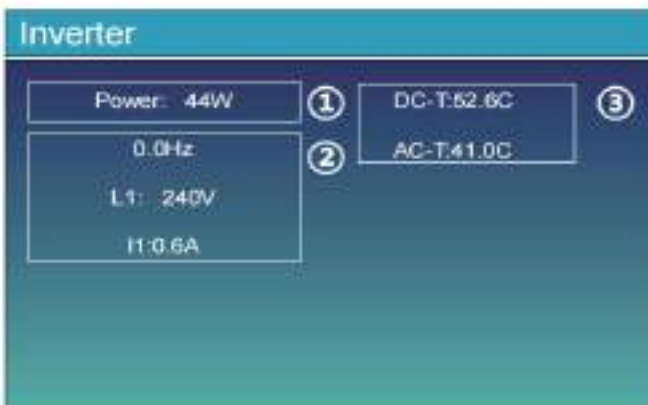 Inverter
Power: 44W
①
0.0Hz
L1: 240V
I1:0.6A
②
DC-T:52.6C
AC-T:41.0C
③